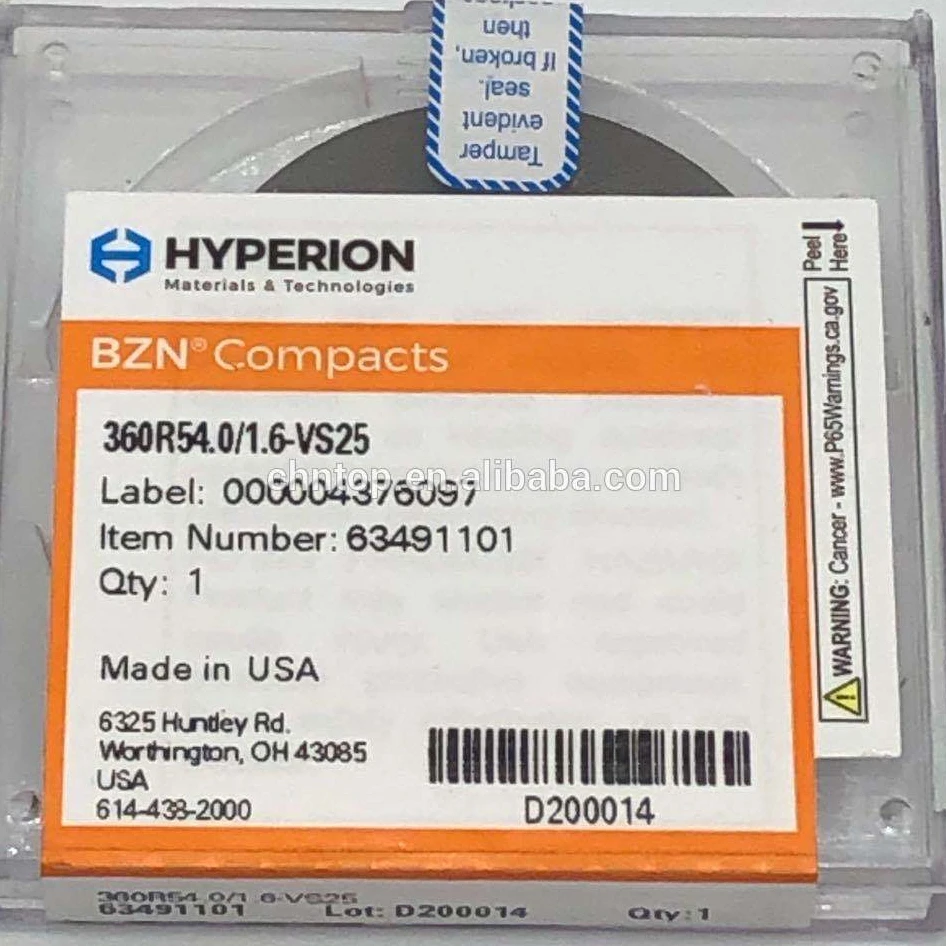 Tamper
evident
seal.
If broken,
then
HYPERION
Materials & Technologies
Peel
Here
BZN® Compacts
360R54.0/1.6-VS25
chntop.en.alibaba.com
Label: 000004376097
Item Number: 63491101
Qty: 1
Made in USA
6325 Huntley Rd.
Worthington, OH 43085
USA
614-438-2000
D200014
WARNING: Cancer - www.P65Warnings.ca.gov
360R54.0/1.6-VS25
63491101 Lot: D200014 Qty: 1